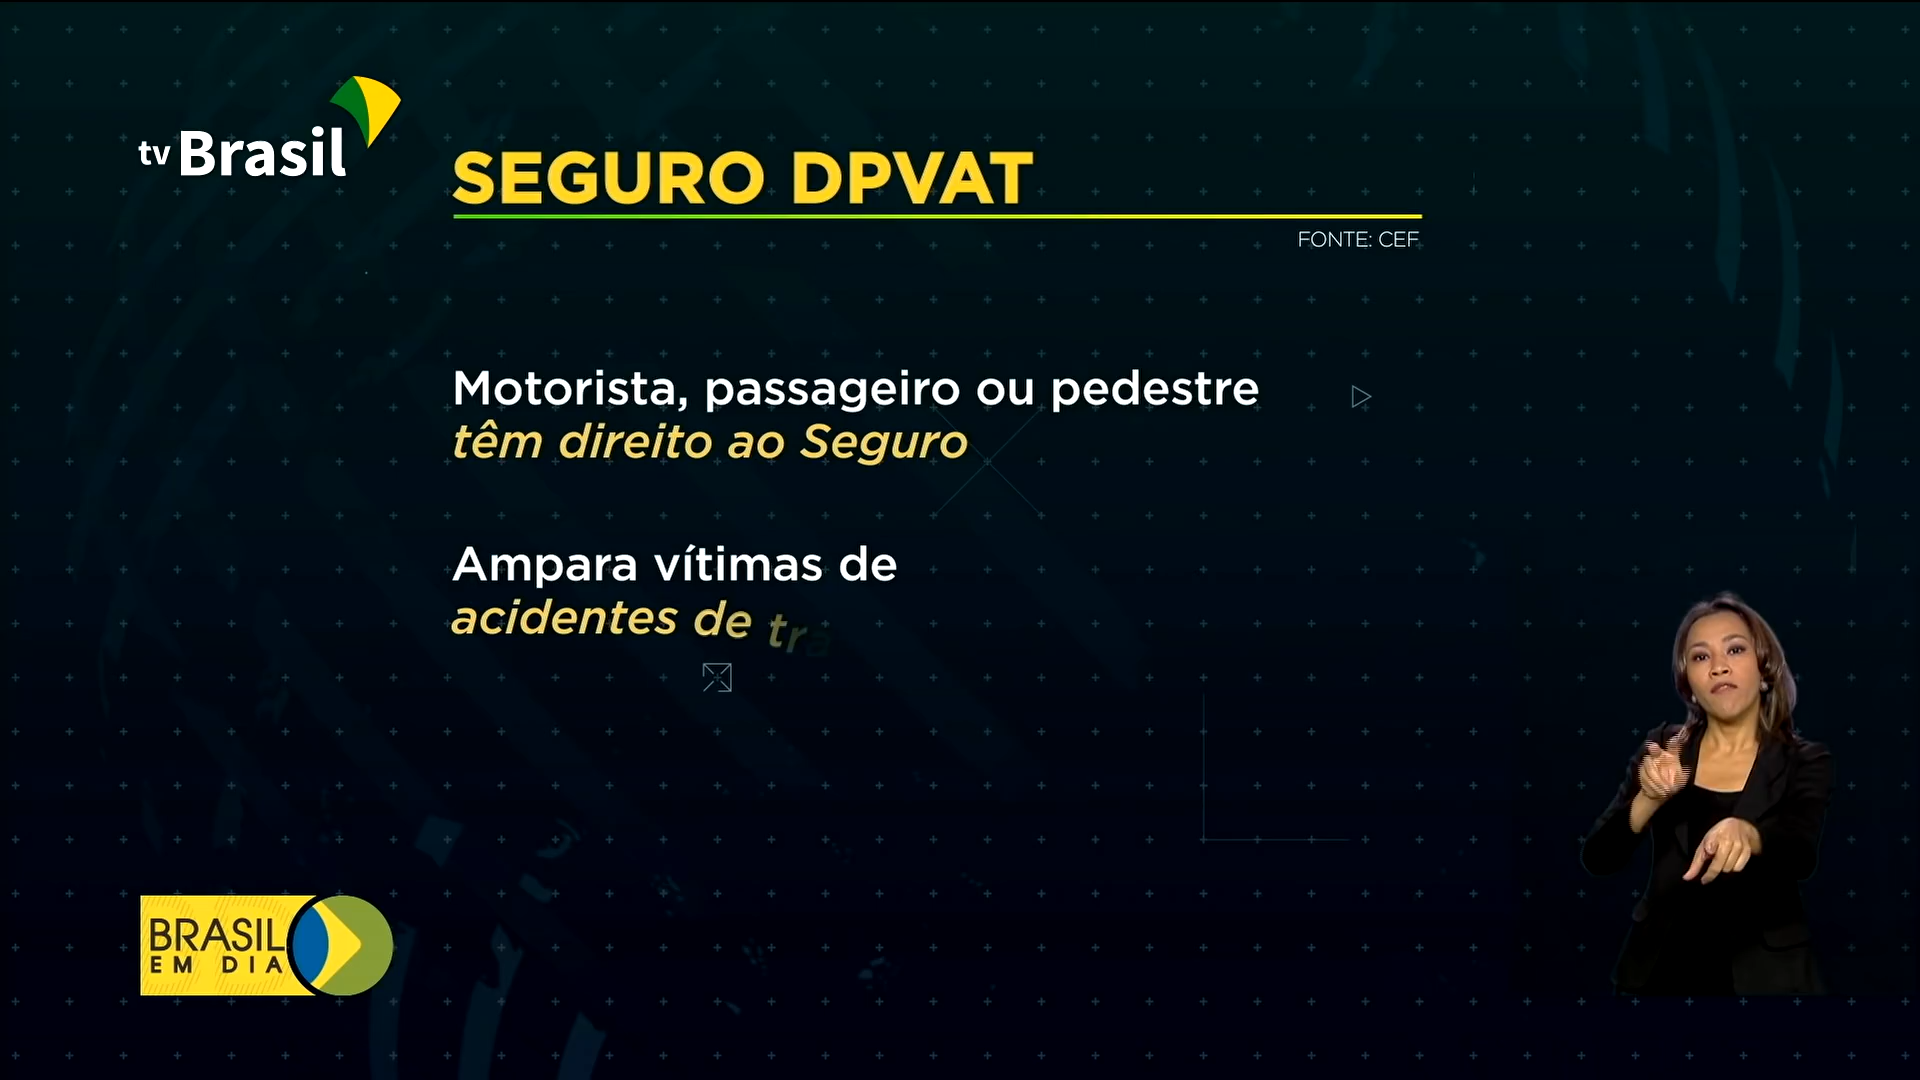 tv Brasil
SEGURO DPVAT
FONTE: CEF
Motorista, passageiro ou pedestre
têm direito ao Seguro
Ampara vítimas de
acidentes de tra
BRASIL
EM DIA